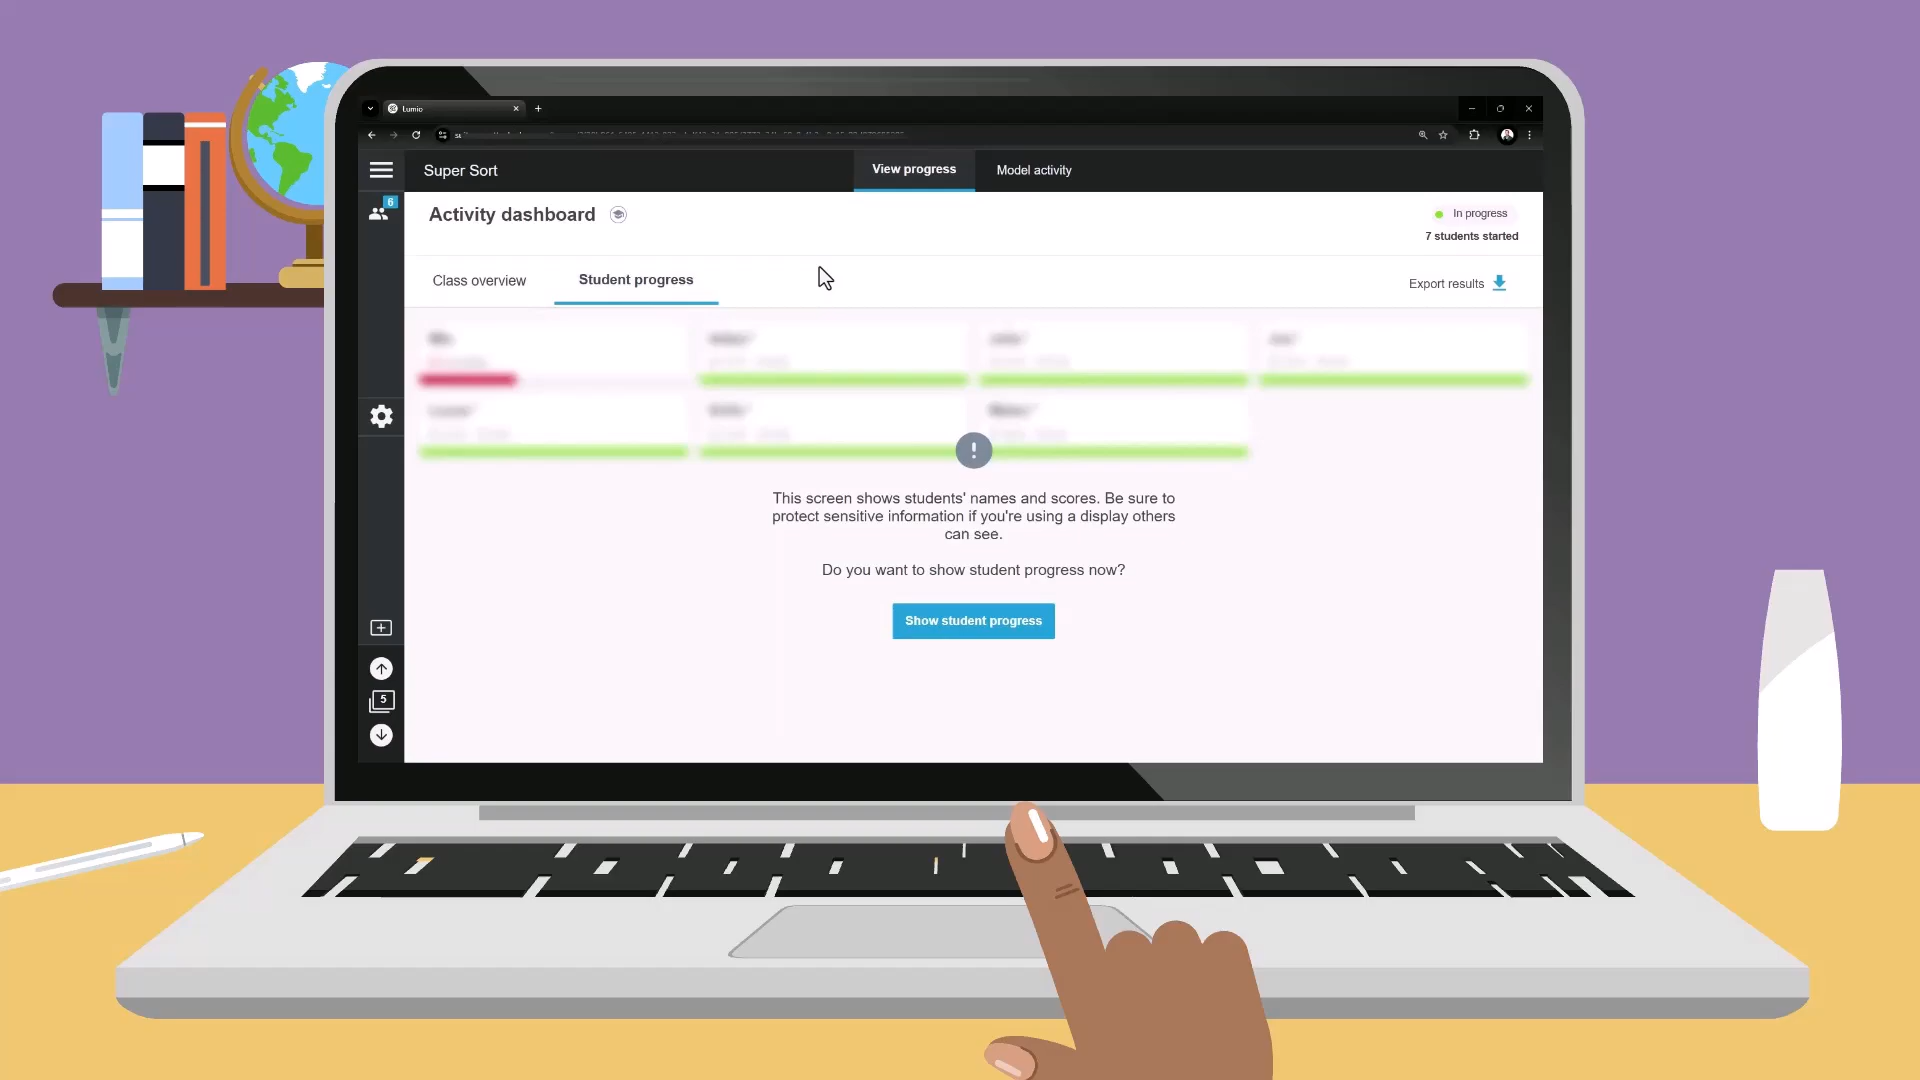 Lumio
Super Sort
View progress
Model activity
6
Activity dashboard
In progress
7 students started
Class overview
Student progress
Export results
!
This screen shows students' names and scores. Be sure to
protect sensitive information if you're using a display others
can see.
Do you want to show student progress now?
Show student progress
5